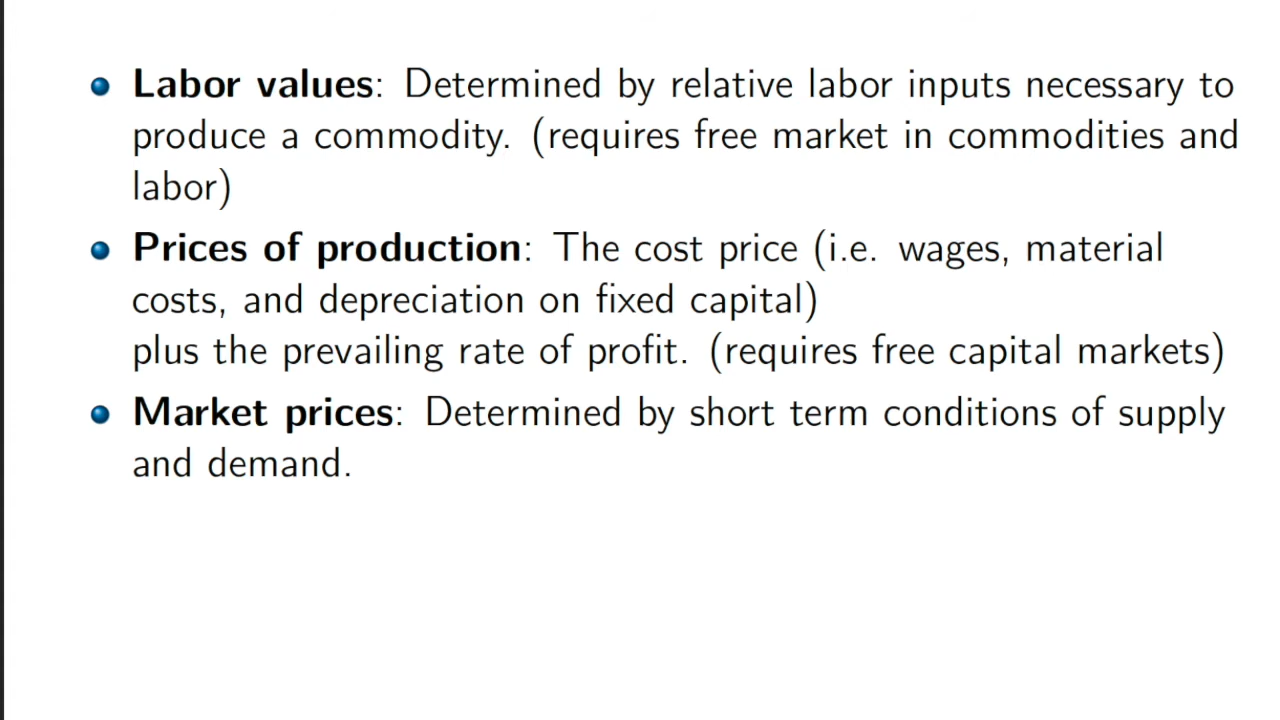 Labor values: Determined by relative labor inputs necessary to
produce a commodity. (requires free market in commodities and
labor)
Prices of production: The cost price (i.e. wages, material
costs, and depreciation on fixed capital)
plus the prevailing rate of profit. (requires free capital markets)
Market prices: Determined by short term conditions of supply
and demand.